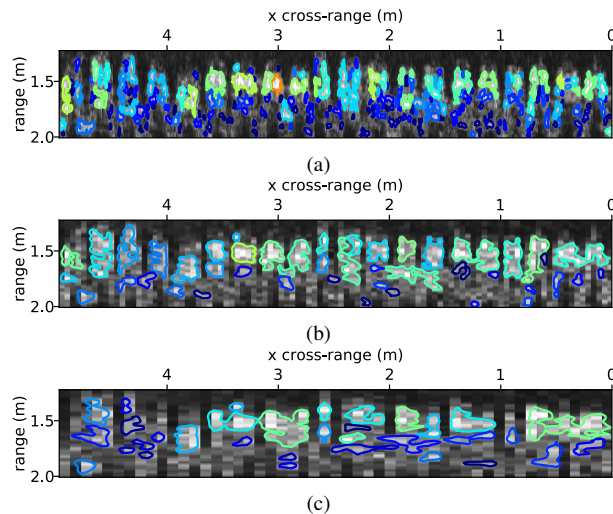 x cross-range (m)
4 3 2 1 0
range (m)
1.5
2.0
(a)
x cross-range (m)
4 3 2 1 0
range (m)
1.5
2.0
(b)
x cross-range (m)
4 3 2 1 0
range (m)
1.5
2.0
(c)